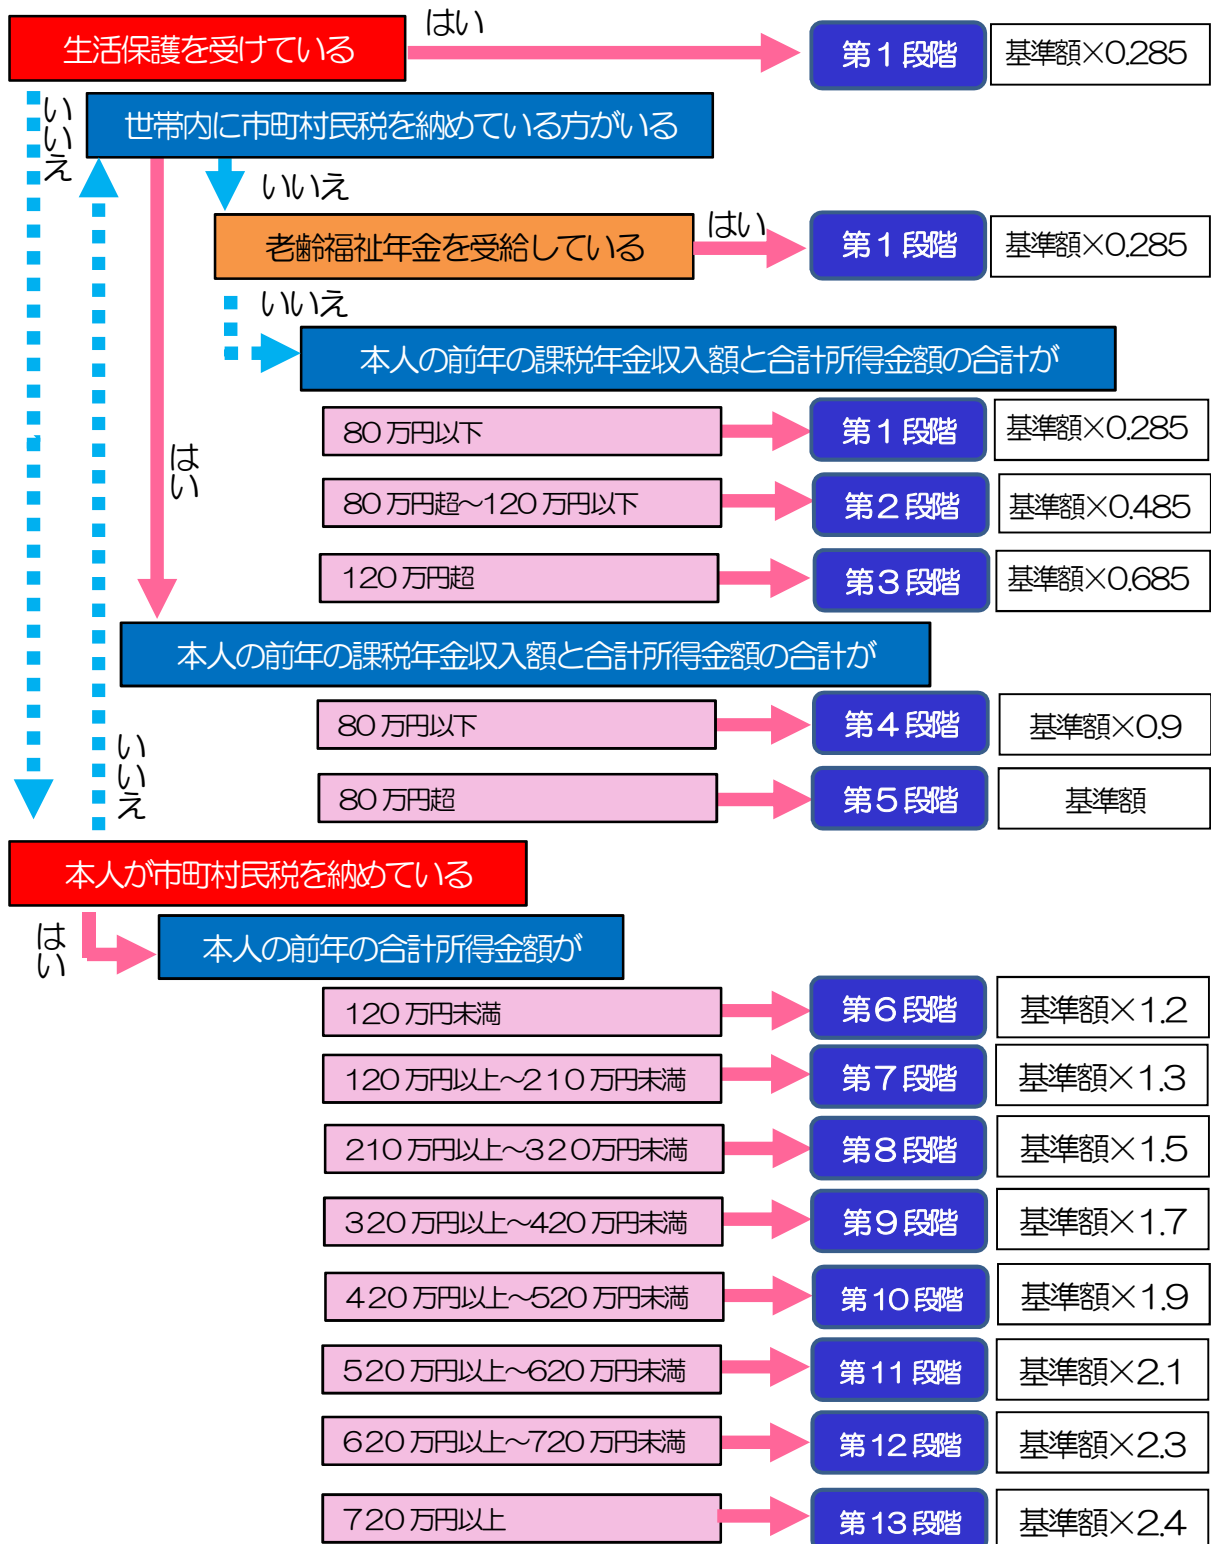 生活保護を受けている
はい
第１段階
基準額×0.285
いいえ
世帯内に市町村民税を納めている方がいる
いいえ
老齢福祉年金を受給している
はい
第１段階
基準額×0.285
いいえ
本人の前年の課税年金収入額と合計所得金額の合計が
80万円以下
第１段階
基準額×0.285
はい
80万円超～120万円以下
第２段階
基準額×0.485
120万円超
第３段階
基準額×0.685
本人の前年の課税年金収入額と合計所得金額の合計が
80万円以下
第４段階
基準額×0.9
いいえ
80万円超
第５段階
基準額
本人が市町村民税を納めている
はい
本人の前年の合計所得金額が
120万円未満
第６段階
基準額×1.2
120万円以上～210万円未満
第７段階
基準額×1.3
210万円以上～３２０万円未満
第８段階
基準額×1.5
３20万円以上～420万円未満
第９段階
基準額×1.7
４20万円以上～520万円未満
第10段階
基準額×1.9
５20万円以上～620万円未満
第11段階
基準額×2.1
６20万円以上～720万円未満
第12段階
基準額×2.3
７20万円以上
第13段階
基準額×2.4